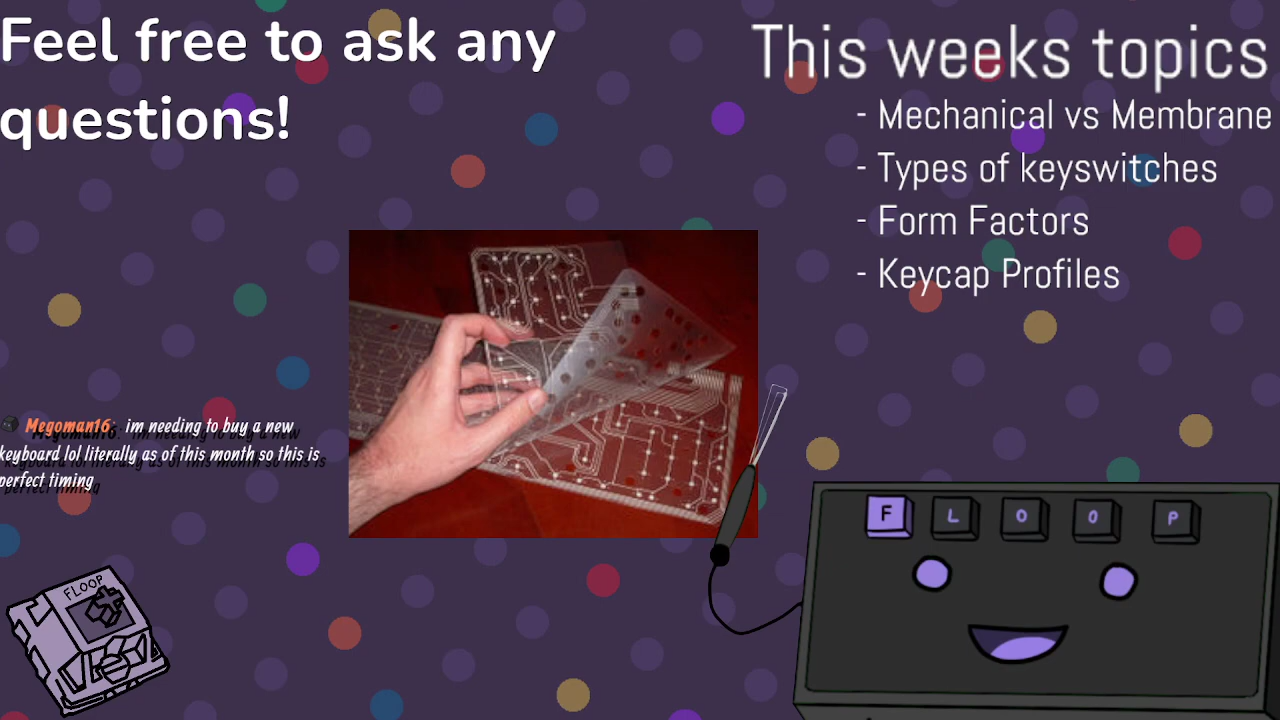 Feel free to ask any
questions!
This weeks topics
- Mechanical vs Membrane
- Types of keyswitches
- Form Factors
- Keycap Profiles
Megoman16: im needing to buy a new
keyboard lol literally as of this month so this is
perfect timing
FLOOP
F L O O P